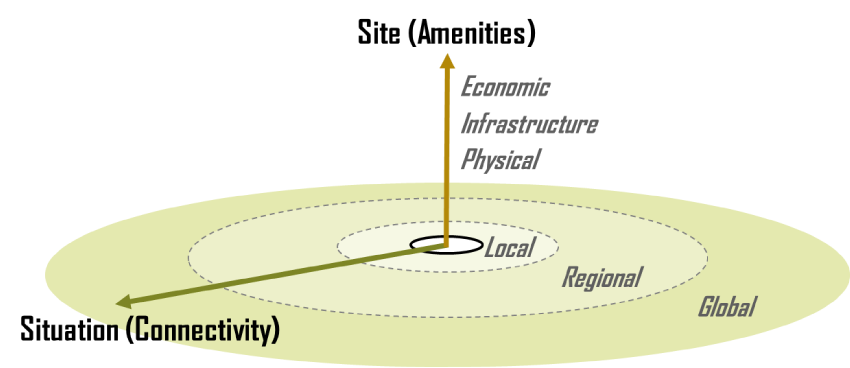 Site (Amenities)
Economic
Infrastructure
Physical
Local
Regional
Global
Situation (Connectivity)